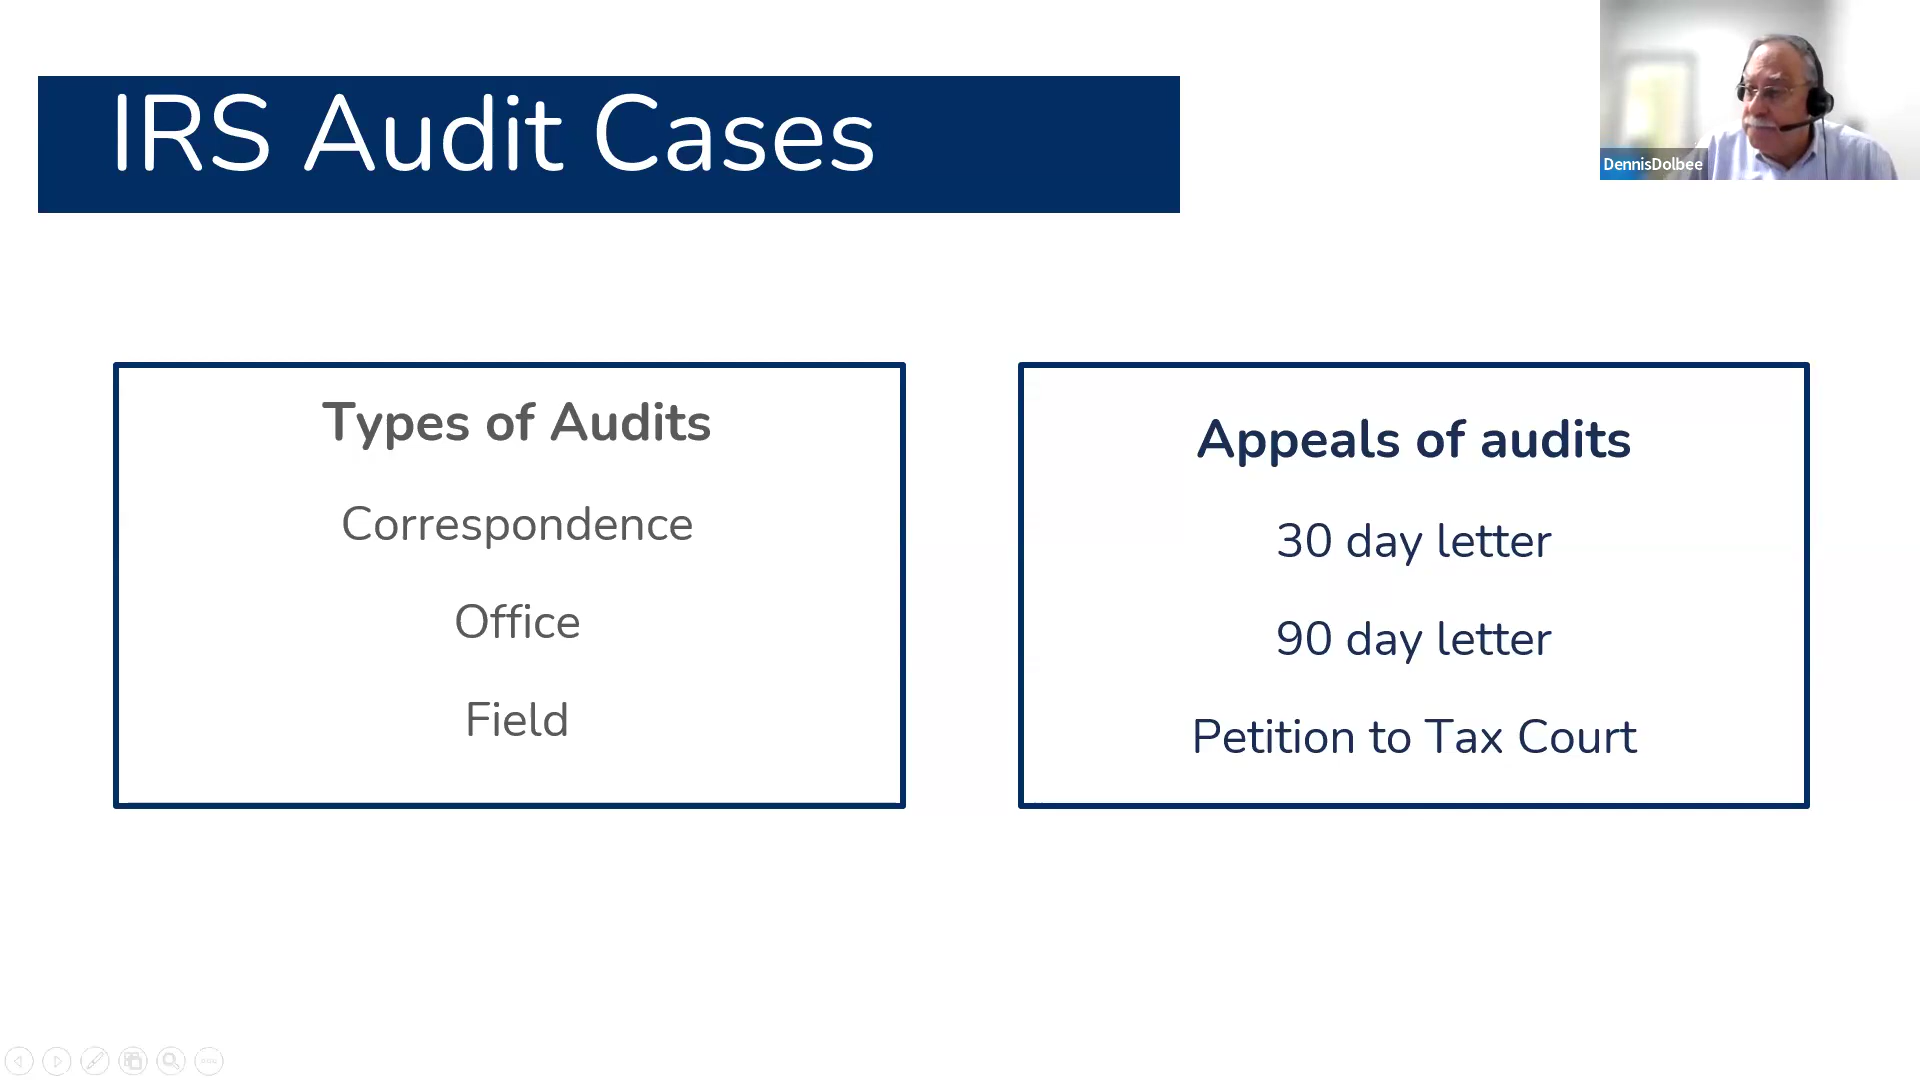 IRS Audit Cases
DennisDolbee
Types of Audits
Correspondence
Office
Field
Appeals of audits
30 day letter
90 day letter
Petition to Tax Court